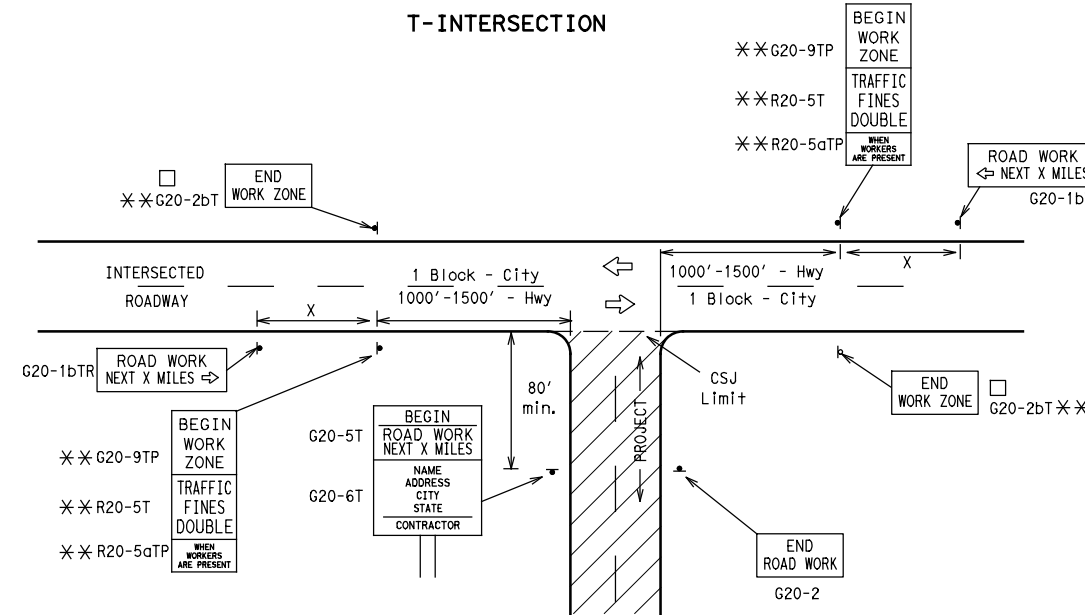 T-INTERSECTION
BEGIN
WORK
ZONE
TRAFFIC
FINES
DOUBLE
WHEN
WORKERS
ARE PRESENT
**G20-9TP
**R20-5T
**R20-5aTP
ROAD WORK
⇦ NEXT X MILES
G20-1b
□
**G20-2bT
END
WORK ZONE
INTERSECTED
ROADWAY
1 Block - City
1000'-1500' - Hwy
X
1000'-1500' - Hwy
1 Block - City
X
G20-1bTR
ROAD WORK
NEXT X MILES ⇨
80'
min.
CSJ
Limit
PROJECT
END
WORK ZONE
□
G20-2bT**
**G20-9TP
**R20-5T
**R20-5aTP
BEGIN
WORK
ZONE
TRAFFIC
FINES
DOUBLE
WHEN
WORKERS
ARE PRESENT
G20-5T
G20-6T
BEGIN
ROAD WORK
NEXT X MILES
NAME
ADDRESS
CITY
STATE
CONTRACTOR
END
ROAD WORK
G20-2